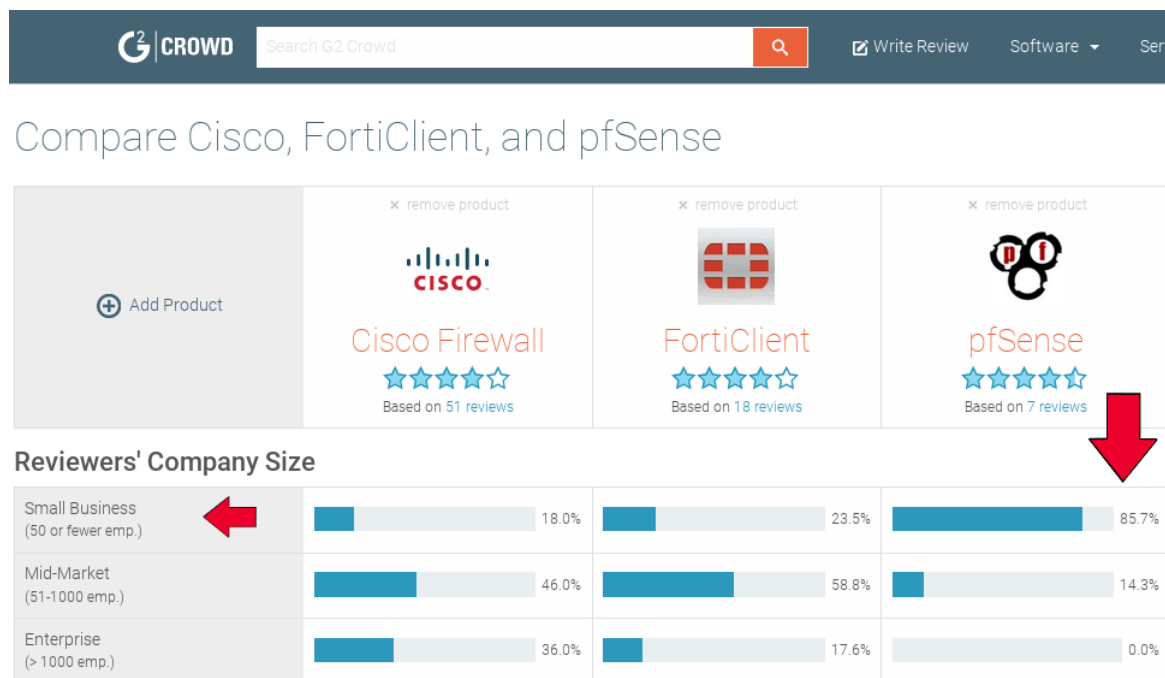 G2 CROWD
Search G2 Crowd
Write Review
Software
Ser
Compare Cisco, FortiClient, and pfSense
× remove product
× remove product
× remove product
CISCO
pf
Add Product
Cisco Firewall
FortiClient
pfSense
Based on 51 reviews
Based on 18 reviews
Based on 7 reviews
Reviewers' Company Size
Small Business
(50 or fewer emp.)
18.0%
23.5%
85.7%
Mid-Market
(51-1000 emp.)
46.0%
58.8%
14.3%
Enterprise
(> 1000 emp.)
36.0%
17.6%
0.0%